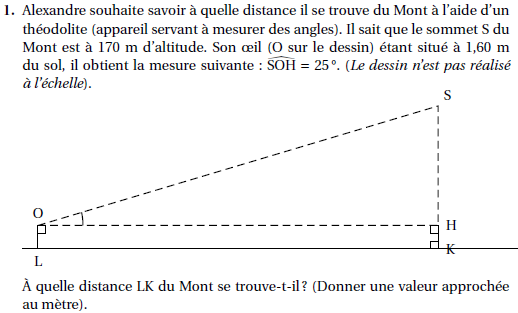 1. Alexandre souhaite savoir à quelle distance il se trouve du Mont à l'aide d'un
théodolite (appareil servant à mesurer des angles). Il sait que le sommet S du
Mont est à 170 m d'altitude. Son œil (O sur le dessin) étant situé à 1,60 m
du sol, il obtient la mesure suivante : SOH = 25°. (Le dessin n'est pas réalisé
à l'échelle).
S
O
H
K
L
À quelle distance LK du Mont se trouve-t-il? (Donner une valeur approchée
au mètre).